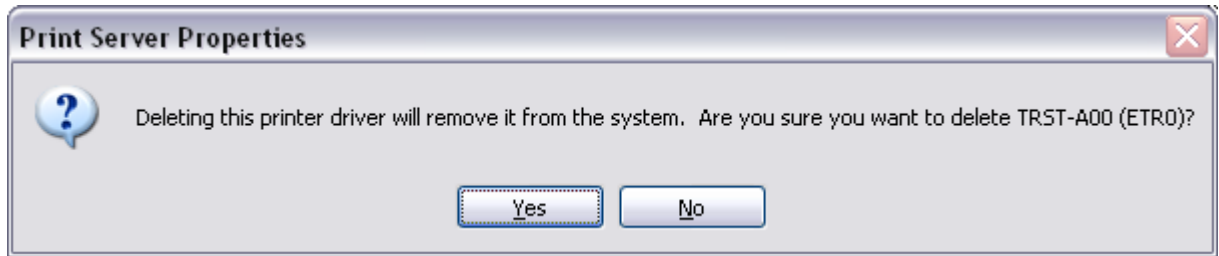 Print Server Properties
Deleting this printer driver will remove it from the system.  Are you sure you want to delete TRST-A00 (ETR0)?
Yes
No